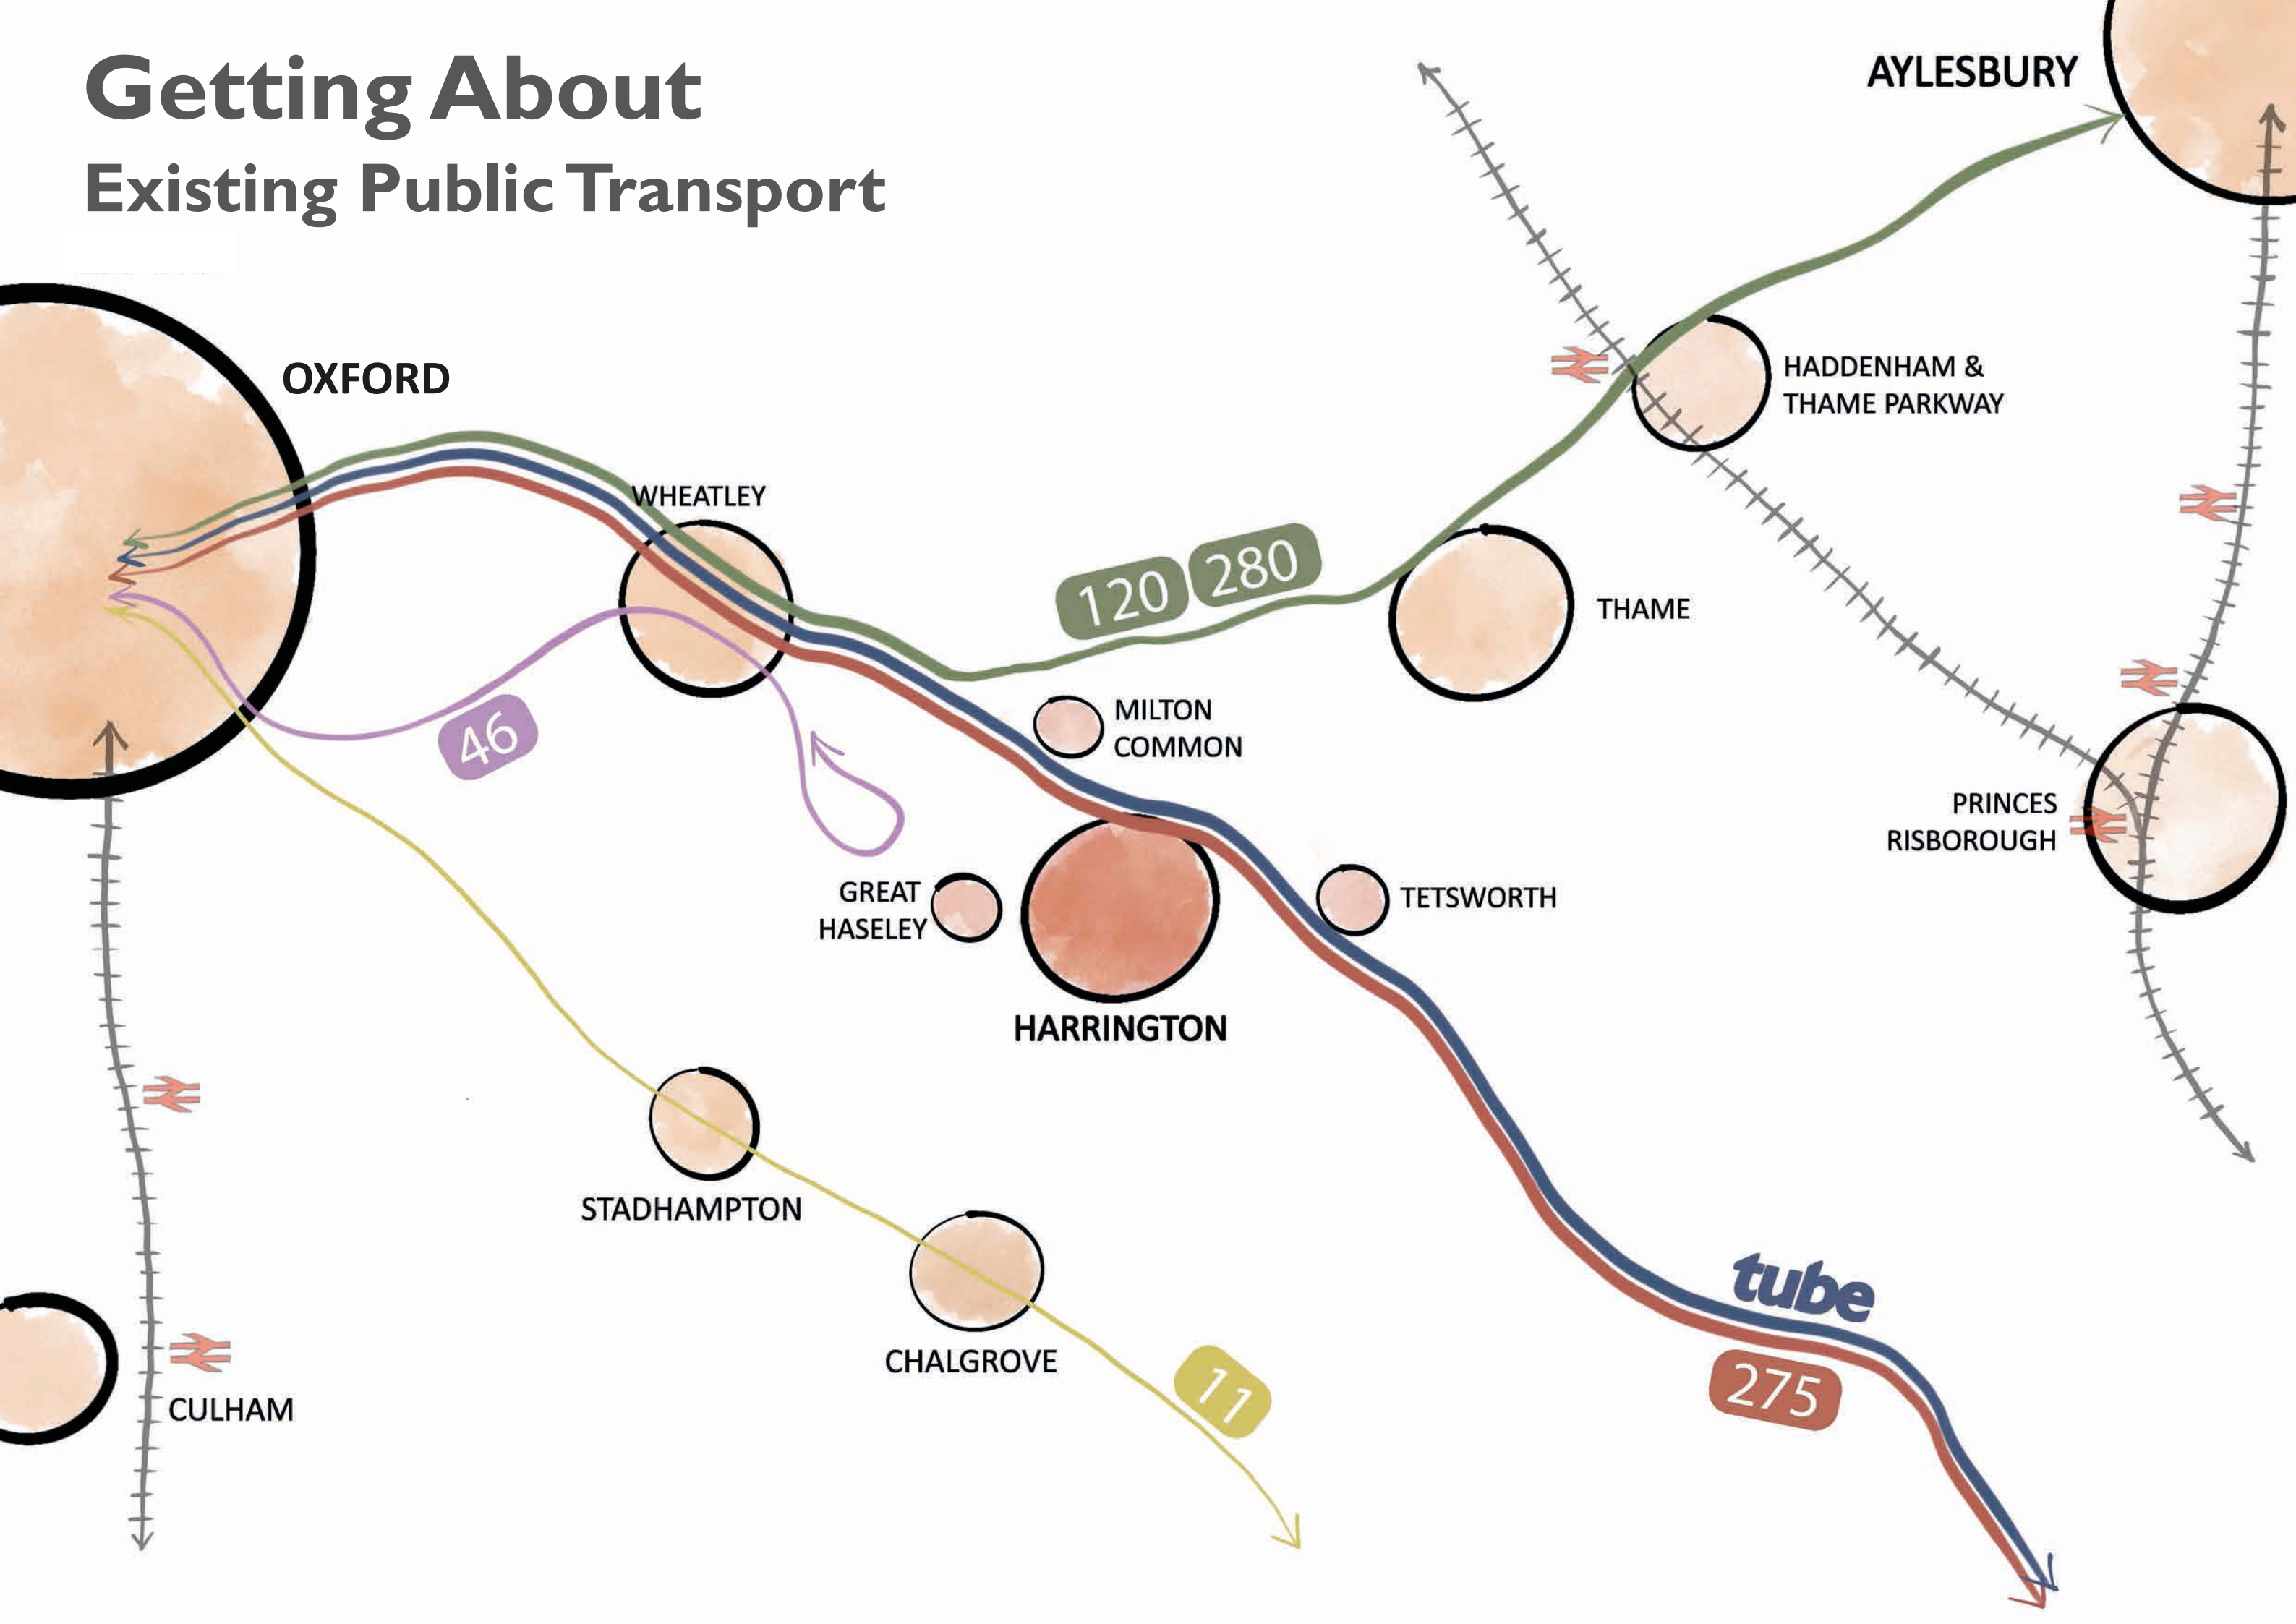 Getting About
Existing Public Transport
AYLESBURY
OXFORD
HADDENHAM &
THAME PARKWAY
WHEATLEY
120
280
THAME
46
MILTON
COMMON
PRINCES
RISBOROUGH
GREAT
HASELEY
TETSWORTH
HARRINGTON
STADHAMPTON
tube
CHALGROVE
11
275
CULHAM